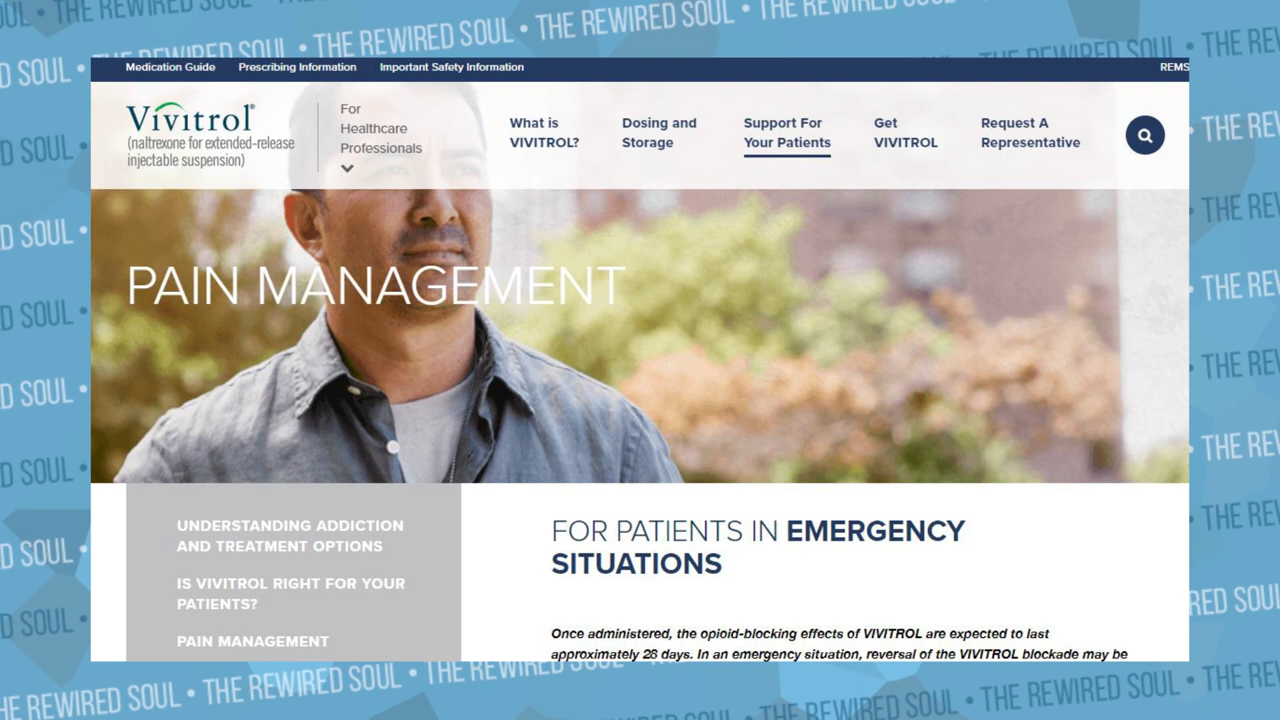 THE REWIRED SOUL • THE REWIRED SOUL • THE REWIRED SOUL
Medication Guide Prescribing Information Important Safety Information REMS
Vivitrol®
(naltrexone for extended-release
injectable suspension)
For
Healthcare
Professionals
What is
VIVITROL?
Dosing and
Storage
Support For
Your Patients
Get
VIVITROL
Request A
Representative
PAIN MANAGEMENT
UNDERSTANDING ADDICTION
AND TREATMENT OPTIONS
IS VIVITROL RIGHT FOR YOUR
PATIENTS?
PAIN MANAGEMENT
FOR PATIENTS IN EMERGENCY
SITUATIONS
Once administered, the opioid-blocking effects of VIVITROL are expected to last
approximately 28 days. In an emergency situation, reversal of the VIVITROL blockade may be
THE REWIRED SOUL • THE REWIRED SOUL • THE REWIRED SOUL • THE REWIRED SOUL • THE REWIRED SOUL